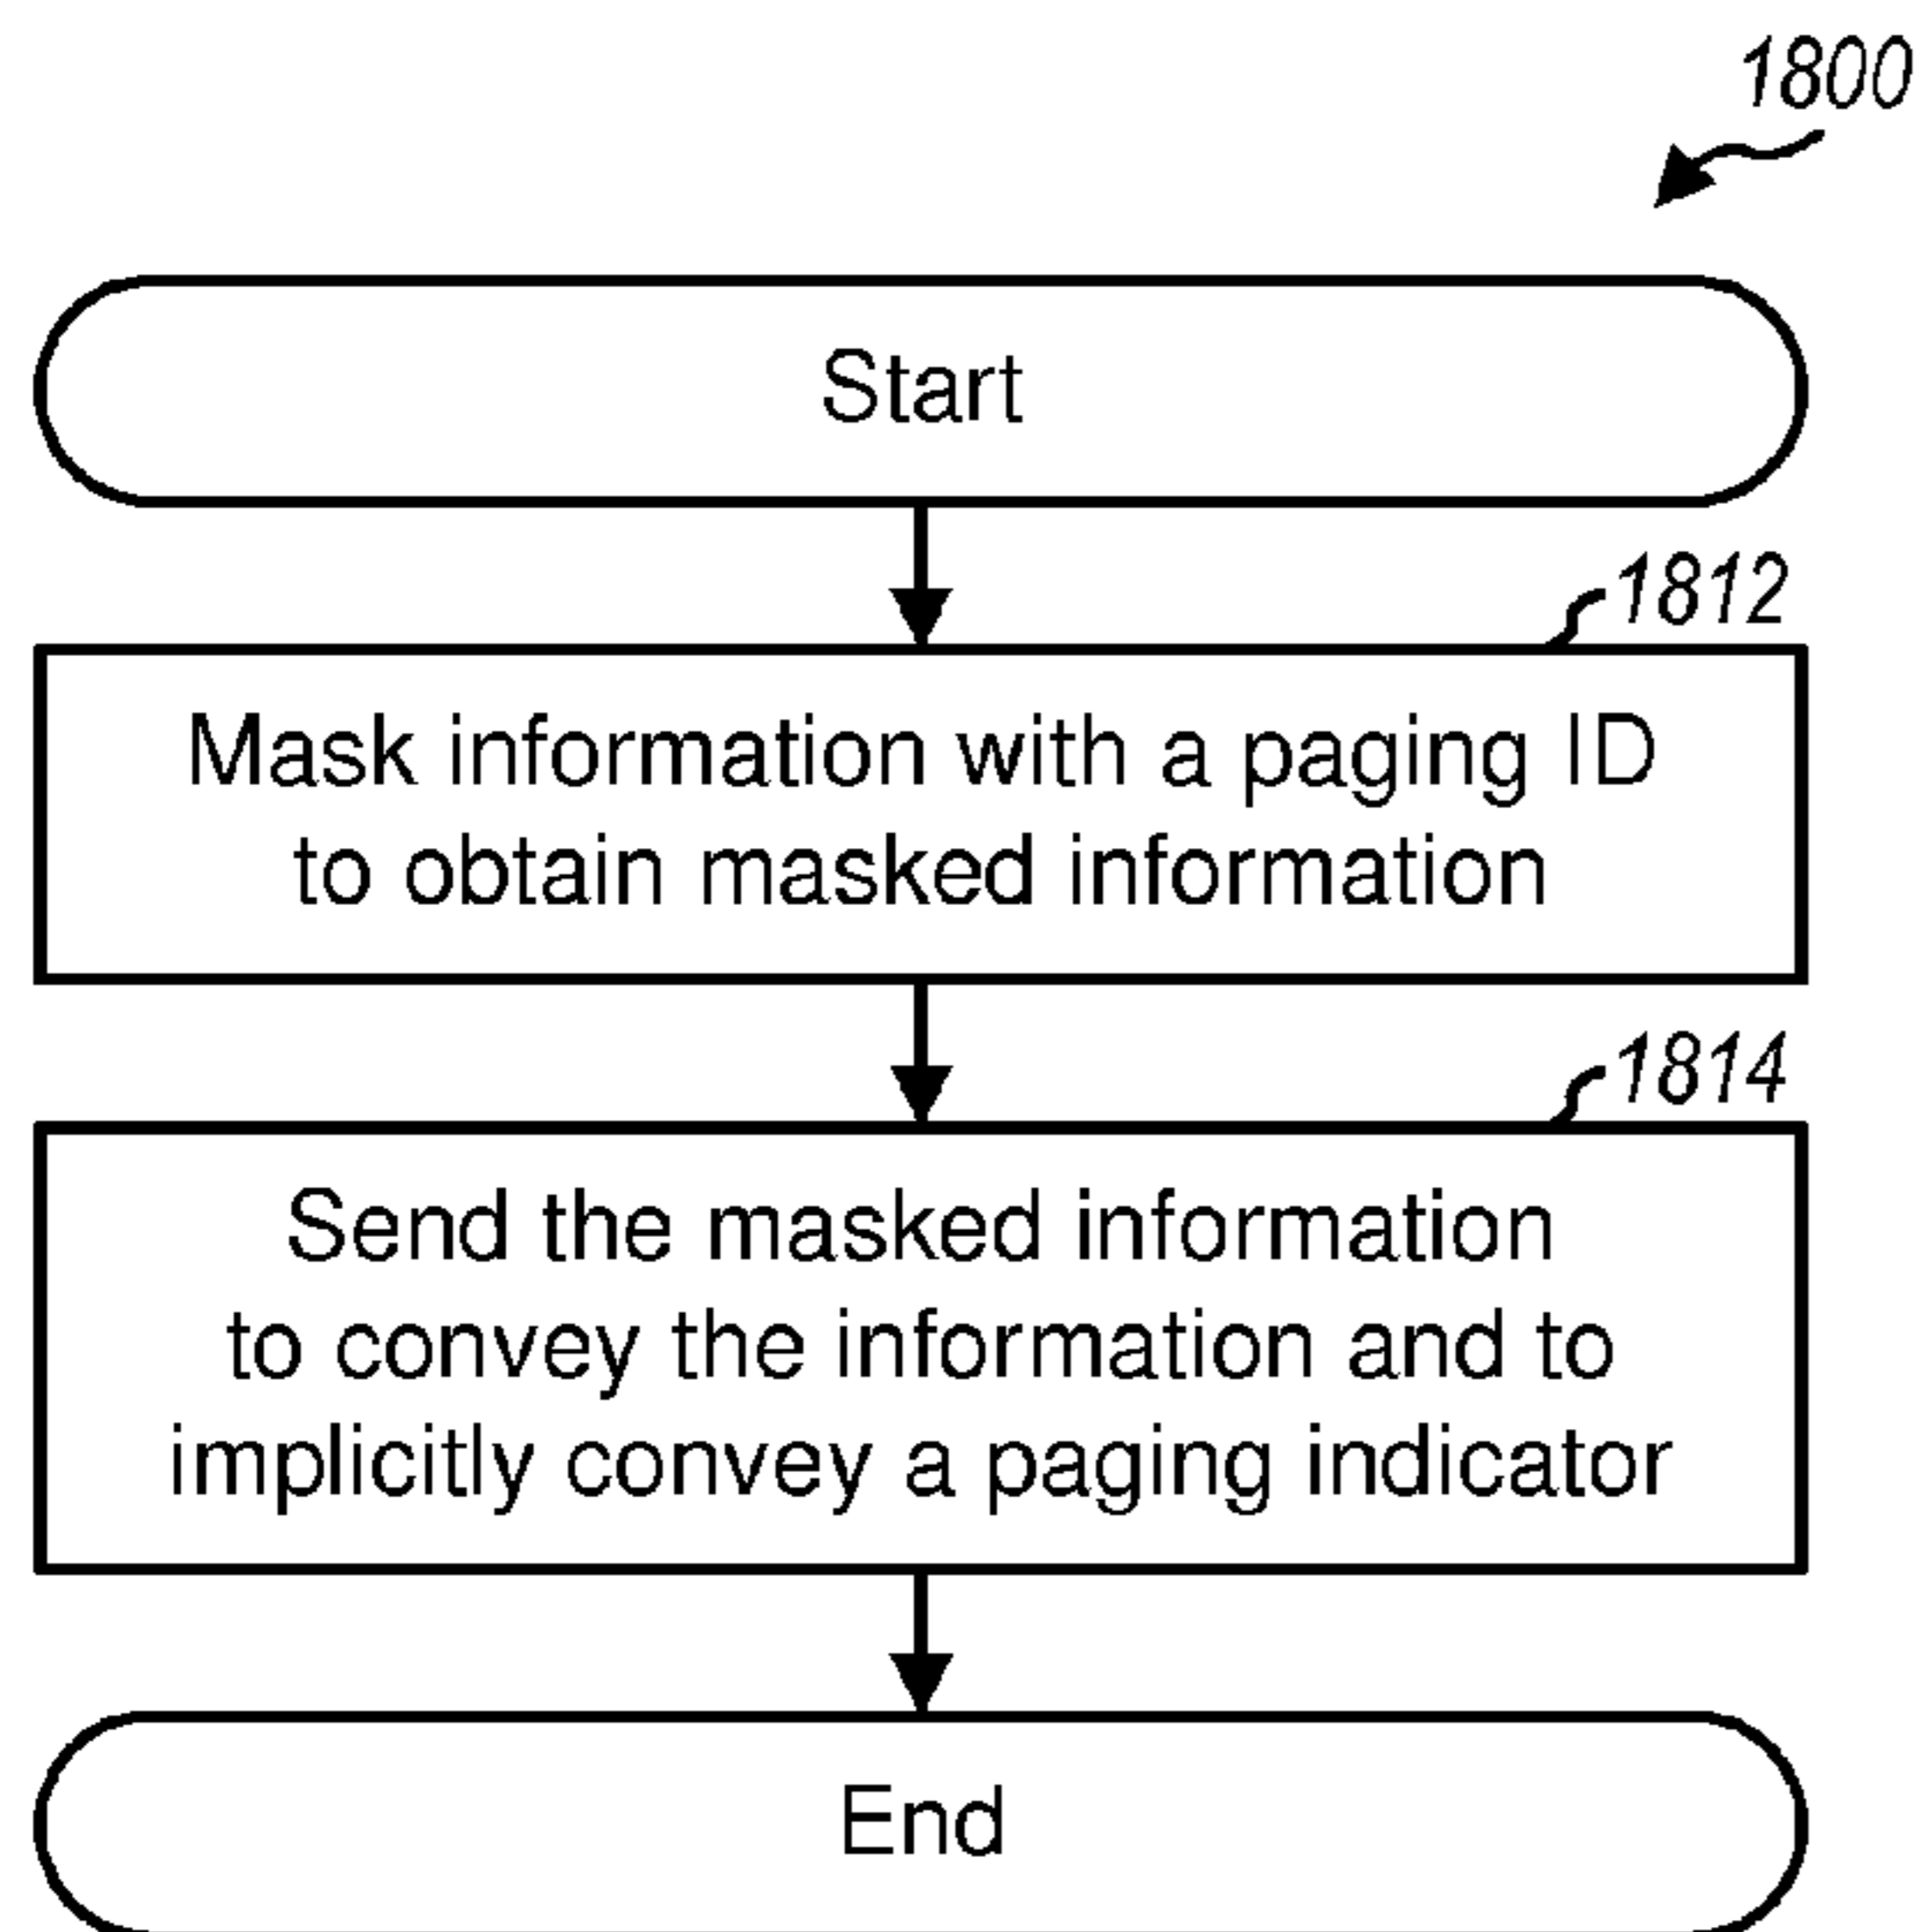 1800
Start
1812
Mask information with a paging ID
to obtain masked information
1814
Send the masked information
to convey the information and to
implicitly convey a paging indicator
End